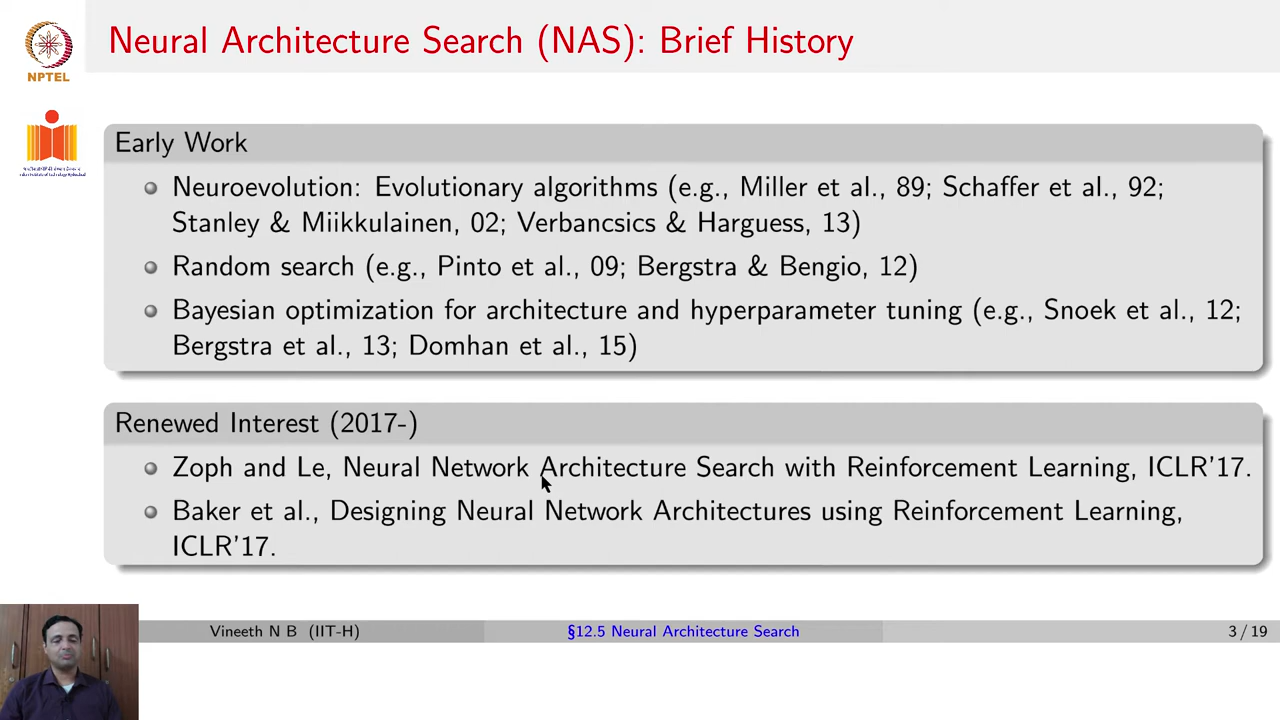 Neural Architecture Search (NAS): Brief History
NPTEL
Early Work
Neuroevolution: Evolutionary algorithms (e.g., Miller et al., 89; Schaffer et al., 92;
Stanley & Miikkulainen, 02; Verbancsics & Harguess, 13)
Random search (e.g., Pinto et al., 09; Bergstra & Bengio, 12)
Bayesian optimization for architecture and hyperparameter tuning (e.g., Snoek et al., 12;
Bergstra et al., 13; Domhan et al., 15)
Renewed Interest (2017-)
Zoph and Le, Neural Network Architecture Search with Reinforcement Learning, ICLR'17.
Baker et al., Designing Neural Network Architectures using Reinforcement Learning,
ICLR'17.
Vineeth N B (IIT-H)
§12.5 Neural Architecture Search
3 / 19